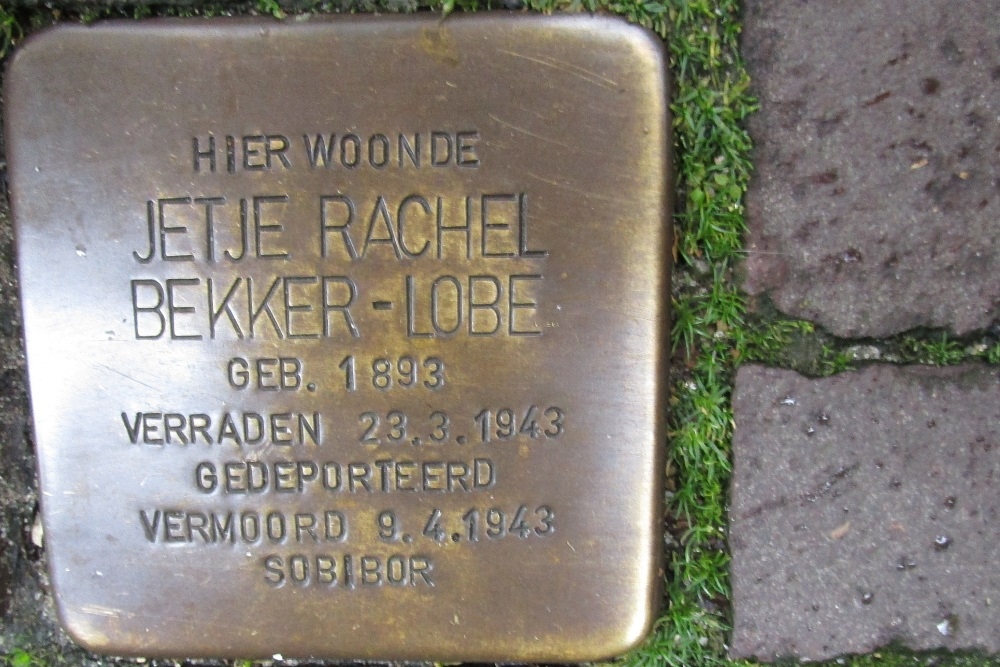 HIER WOONDE
JETJE RACHEL
BEKKER-LOBE
GEB. 1893
VERRADEN 23.3.1943
GEDEPORTEERD
VERMOORD 9.4.1943
SOBIBOR